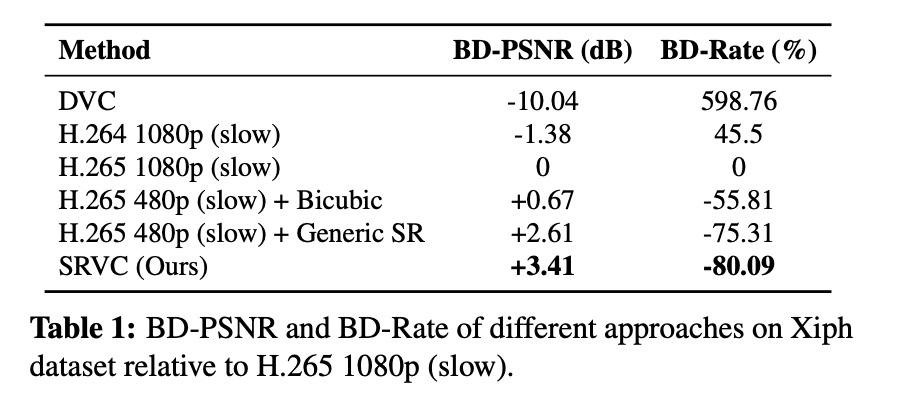 Method BD-PSNR (dB) BD-Rate (%)
DVC -10.04 598.76
H.264 1080p (slow) -1.38 45.5
H.265 1080p (slow) 0 0
H.265 480p (slow) + Bicubic +0.67 -55.81
H.265 480p (slow) + Generic SR +2.61 -75.31
SRVC (Ours) +3.41 -80.09
Table 1: BD-PSNR and BD-Rate of different approaches on Xiph
dataset relative to H.265 1080p (slow).